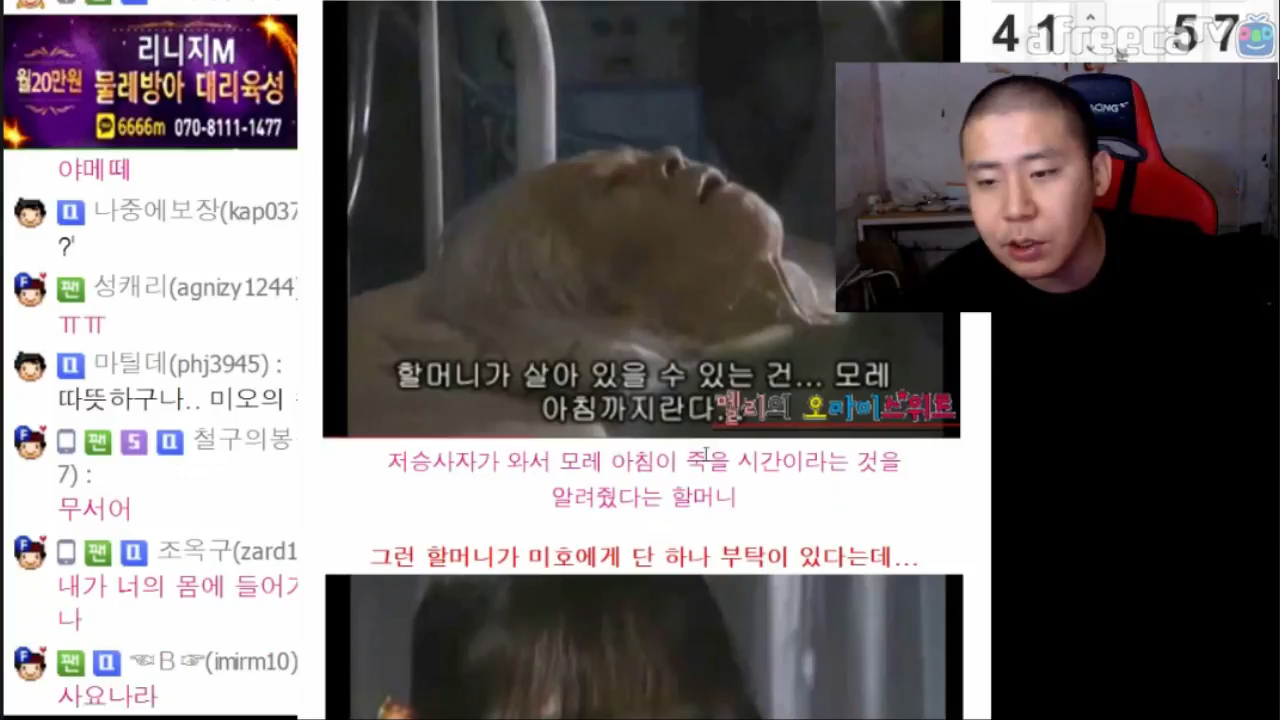 리니지M
월20만원 물레방아 대리육성
6666m 070-8111-1477
야메떼
나중에보장(kap037
?'
팬 성캐리(agnizy1244
ㅠㅠ
마틸데(phj3945) :
따뜻하구나.. 미오의
팬 S 철구의봉
7) :
무서어
팬 조옥구(zard1
내가 너의 몸에 들어가
나
팬 ☜B☞(imirm10)
사요나라
할머니가 살아 있을 수 있는 건... 모레
아침까지란다.
멜리의 오마이스위트
저승사자가 와서 모레 아침이 죽을 시간이라는 것을
알려줬다는 할머니
그런 할머니가 미호에게 단 하나 부탁이 있다는데...
41 57
afreecaTV
RACING